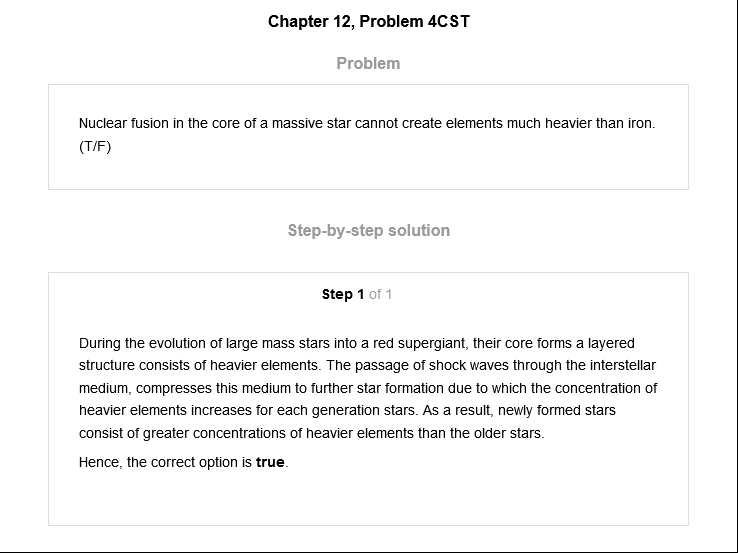 Chapter 12, Problem 4CST
Problem
Nuclear fusion in the core of a massive star cannot create elements much heavier than iron.
(T/F)
Step-by-step solution
Step 1 of 1
During the evolution of large mass stars into a red supergiant, their core forms a layered
structure consists of heavier elements. The passage of shock waves through the interstellar
medium, compresses this medium to further star formation due to which the concentration of
heavier elements increases for each generation stars. As a result, newly formed stars
consist of greater concentrations of heavier elements than the older stars.
Hence, the correct option is true.